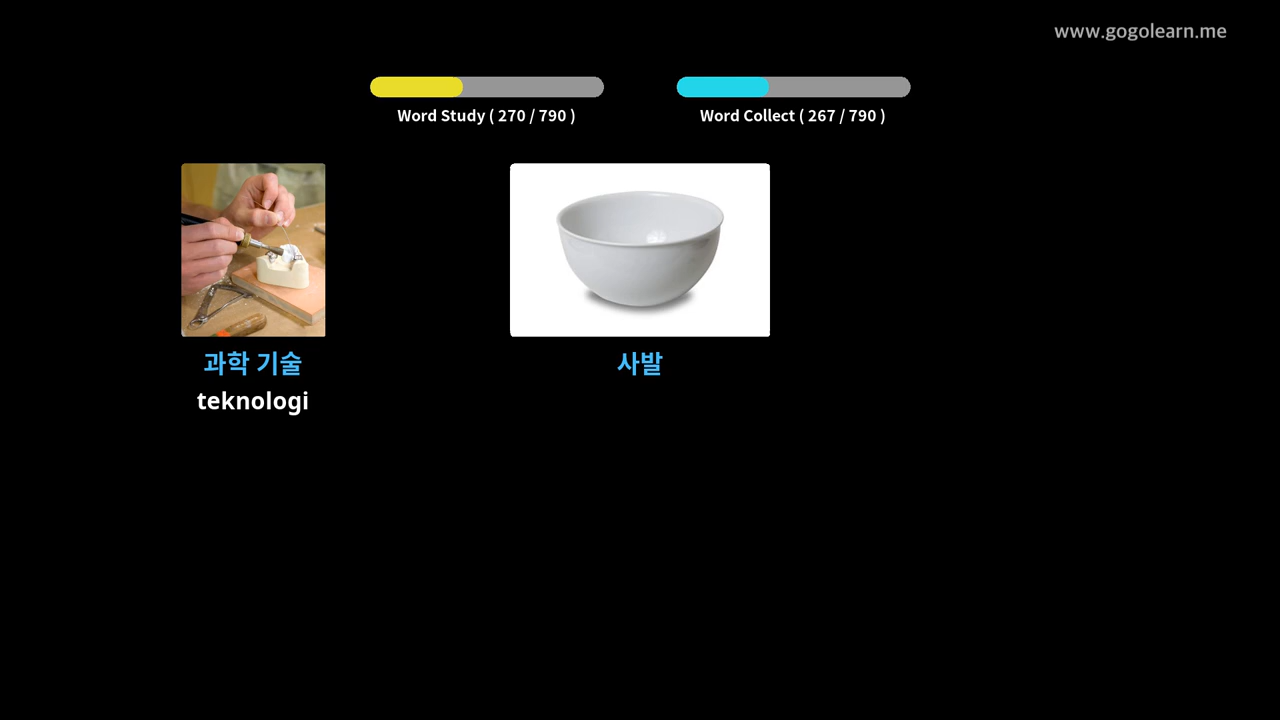 www.gogolearn.me
Word Study ( 270 / 790 )
Word Collect ( 267 / 790 )
과학 기술
teknologi
사발